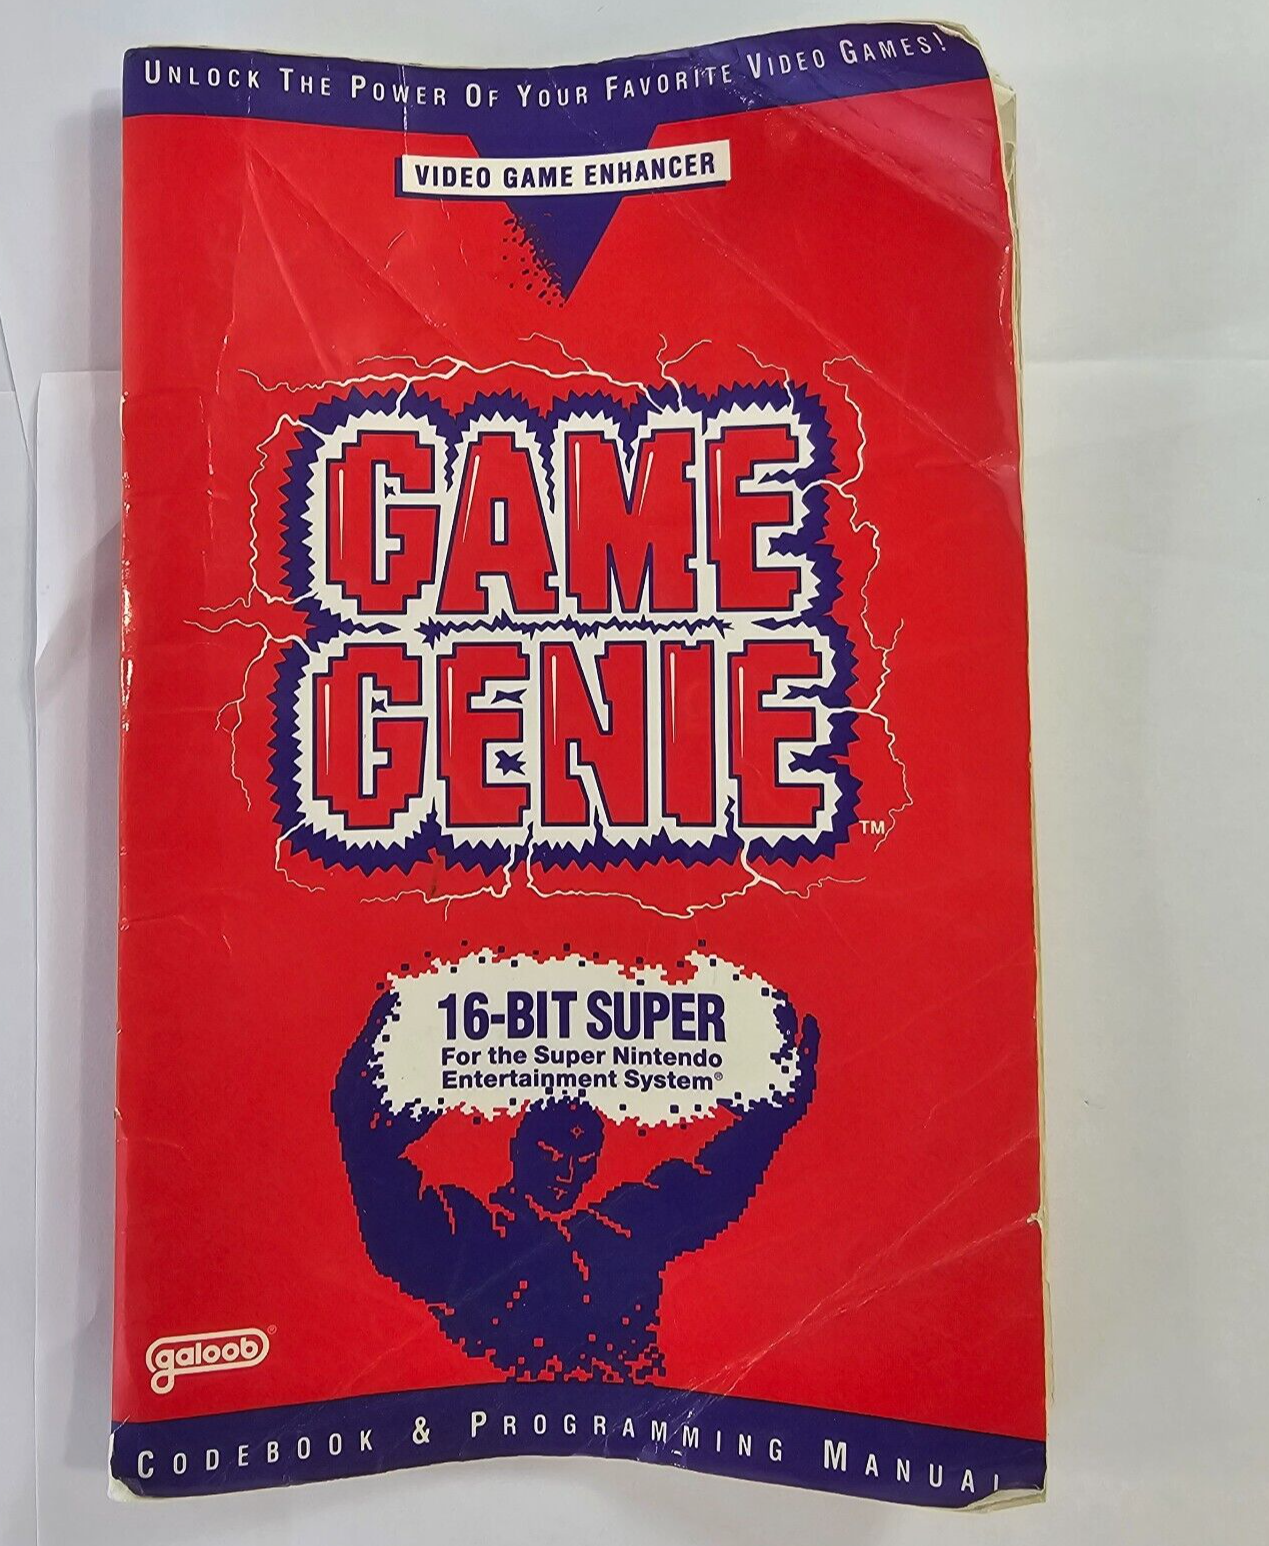 UNLOCK THE POWER OF YOUR FAVORITE VIDEO GAMES!
VIDEO GAME ENHANCER
GAME
GENIE
TM
16-BIT SUPER
For the Super Nintendo
Entertainment System®
galoob®
CODEBOOK & PROGRAMMING MANUAL